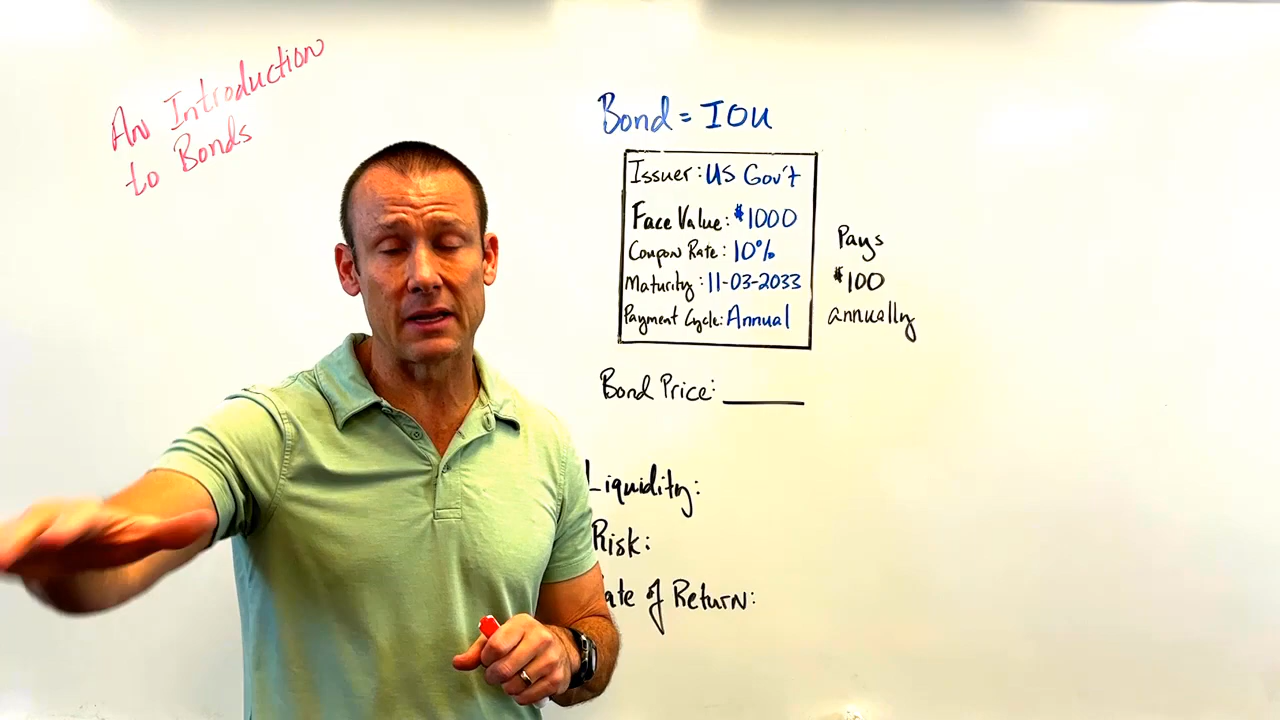 An Introduction
to Bonds
Bond = IOU
Issuer: US Gov't
Face Value: $1000
Coupon Rate: 10%
Maturity: 11-03-2033
Payment Cycle: Annual
Pays
$100
annually
Bond Price:
Liquidity:
Risk:
ate of Return: